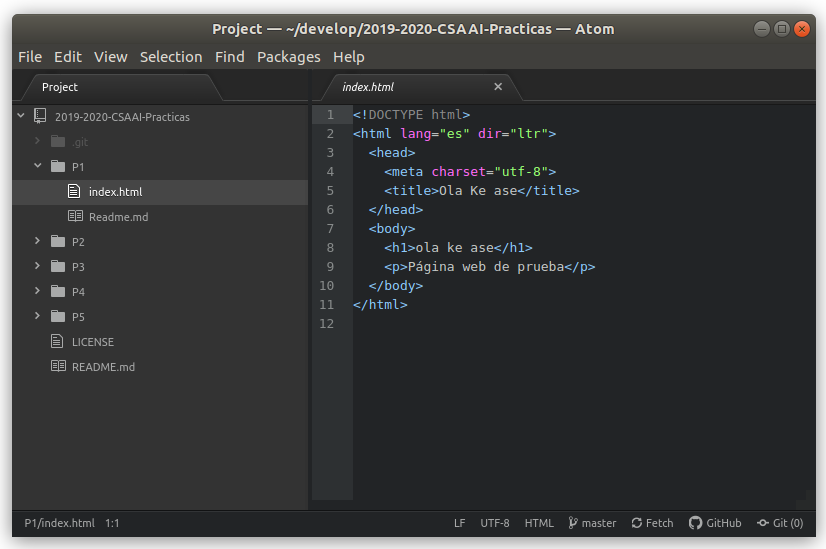 Project — ~/develop/2019-2020-CSAAI-Practicas — Atom
File Edit View Selection Find Packages Help
Project
index.html
2019-2020-CSAAI-Practicas
.git
P1
index.html
Readme.md
P2
P3
P4
P5
LICENSE
README.md
1 <!DOCTYPE html>
2 <html lang="es" dir="ltr">
3 <head>
4 <meta charset="utf-8">
5 <title>Ola Ke ase</title>
6 </head>
7 <body>
8 <h1>ola ke ase</h1>
9 <p>Página web de prueba</p>
10 </body>
11 </html>
12
P1/index.html 1:1 LF UTF-8 HTML master Fetch GitHub Git (0)